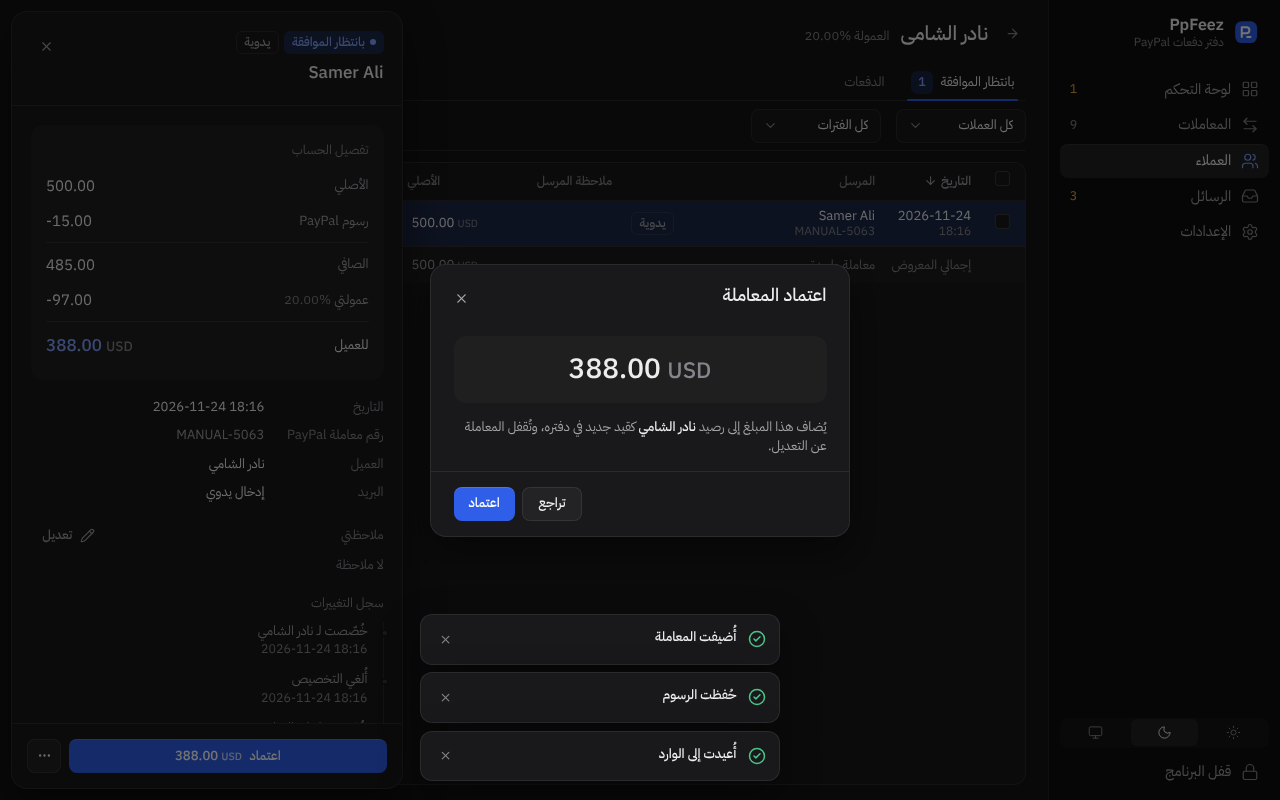 PpFeez
دفتر دفعات PayPal
لوحة التحكم 1
المعاملات 9
العملاء
الرسائل 3
الإعدادات
قفل البرنامج
نادر الشامي العمولة 20.00%
بانتظار الموافقة 1
الدفعات
كل العملات
كل الفترات
التاريخ المرسل ملاحظة المرسل الأصلي
2026-11-24 Samer Ali يدوية 500.00 USD
18:16 MANUAL-5063
إجمالي المعروض معاملة 500.00 USD
اعتماد المعاملة
388.00 USD
يُضاف هذا المبلغ إلى رصيد نادر الشامي كقيد جديد في دفتره، وتُقفل المعاملة
عن التعديل.
تراجع
اعتماد
أُضيفت المعاملة
حُفظت الرسوم
أُعيدت إلى الوارد
بانتظار الموافقة
يدوية
Samer Ali
تفصيل الحساب
الأصلي 500.00
رسوم PayPal -15.00
الصافي 485.00
عمولتي 20.00% -97.00
للعميل 388.00 USD
التاريخ 2026-11-24 18:16
رقم معاملة PayPal MANUAL-5063
العميل نادر الشامي
البريد إدخال يدوي
ملاحظتي تعديل
لا ملاحظة
سجل التغييرات
خُصّصت لـ نادر الشامي
2026-11-24 18:16
أُلغي التخصيص
2026-11-24 18:16
اعتماد 388.00 USD